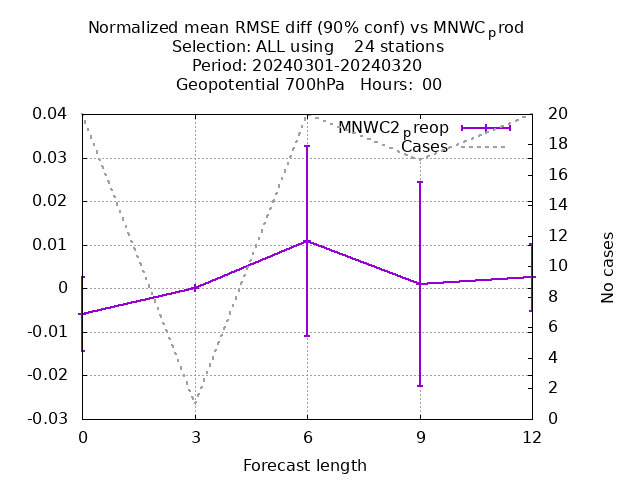 Normalized mean RMSE diff (90% conf) vs MNWCprod
Selection: ALL using 24 stations
Period: 20240301-20240320
Geopotential 700hPa Hours: 00
MNWC2preop
Cases
0.04
0.03
0.02
0.01
0
-0.01
-0.02
-0.03
20
18
16
14
12
10
8
6
4
2
0
No cases
0 3 6 9 12
Forecast length